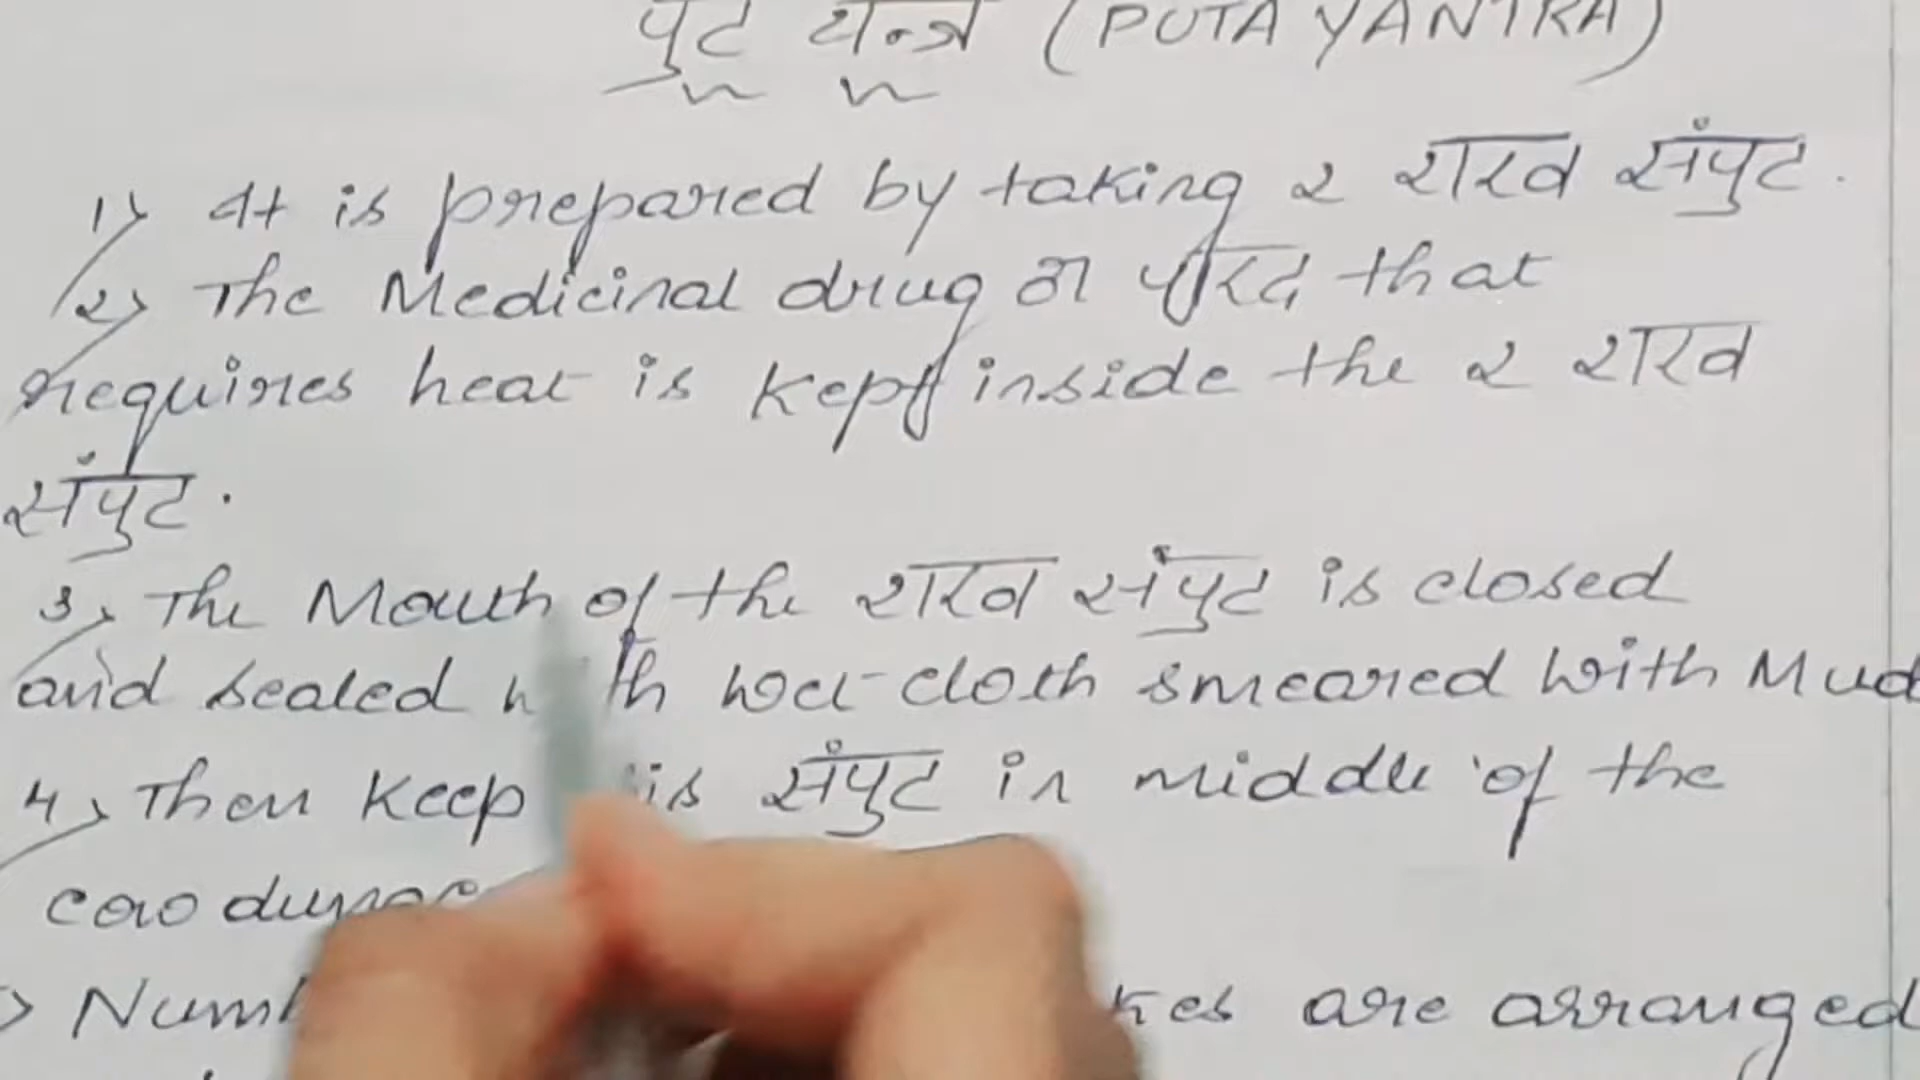 पुट यन्त्र (PUTA YANTRA)
1) It is prepared by taking 2 शराव संपुट.
2) The Medicinal drug or पारद that
requires heat is kept inside the 2 शराव
संपुट.
3) The Mouth of the शराव संपुट is closed
and sealed with wet cloth smeared with Mud
4) Then Keep this संपुट in middle of the
cow dung
are arranged